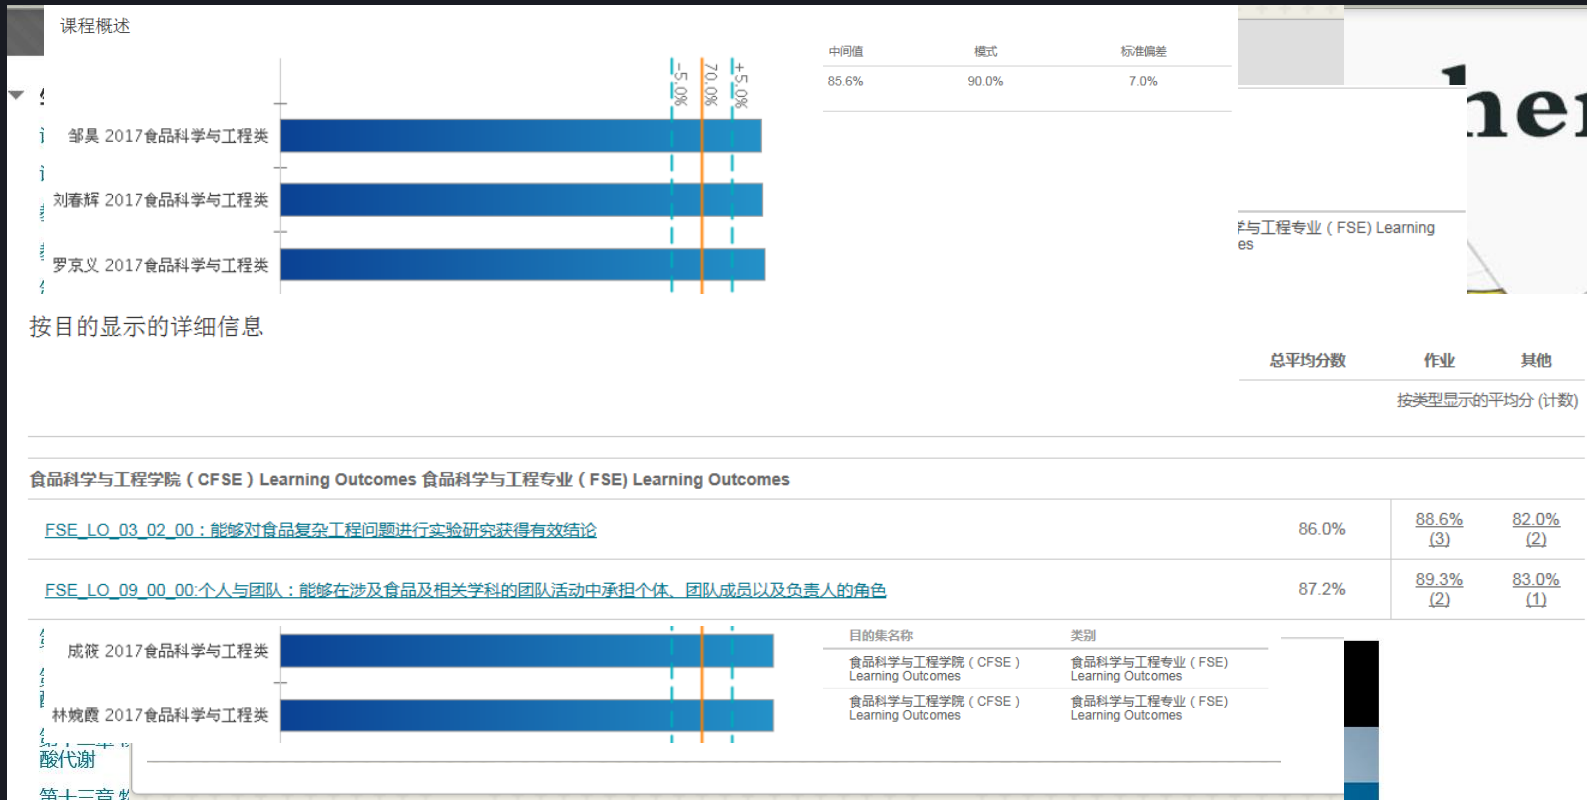 课程概述
-5.0%
70.0%
+5.0%
中间值 模式 标准偏差
85.6% 90.0% 7.0%
邹昊 2017食品科学与工程类
刘春辉 2017食品科学与工程类
罗京义 2017食品科学与工程类
学与工程专业（FSE) Learning
es
her
按目的显示的详细信息
总平均分数 作业 其他
按类型显示的平均分 (计数)
食品科学与工程学院（CFSE）Learning Outcomes 食品科学与工程专业（FSE) Learning Outcomes
FSE_LO_03_02_00：能够对食品复杂工程问题进行实验研究获得有效结论 86.0% 88.6% (3) 82.0% (2)
FSE_LO_09_00_00:个人与团队：能够在涉及食品及相关学科的团队活动中承担个体、团队成员以及负责人的角色 87.2% 89.3% (2) 83.0% (1)
成筱 2017食品科学与工程类
林婉霞 2017食品科学与工程类
目的集名称 类别
食品科学与工程学院（CFSE） 食品科学与工程专业（FSE)
Learning Outcomes Learning Outcomes
食品科学与工程学院（CFSE） 食品科学与工程专业（FSE)
Learning Outcomes Learning Outcomes
酸代谢
第十三章